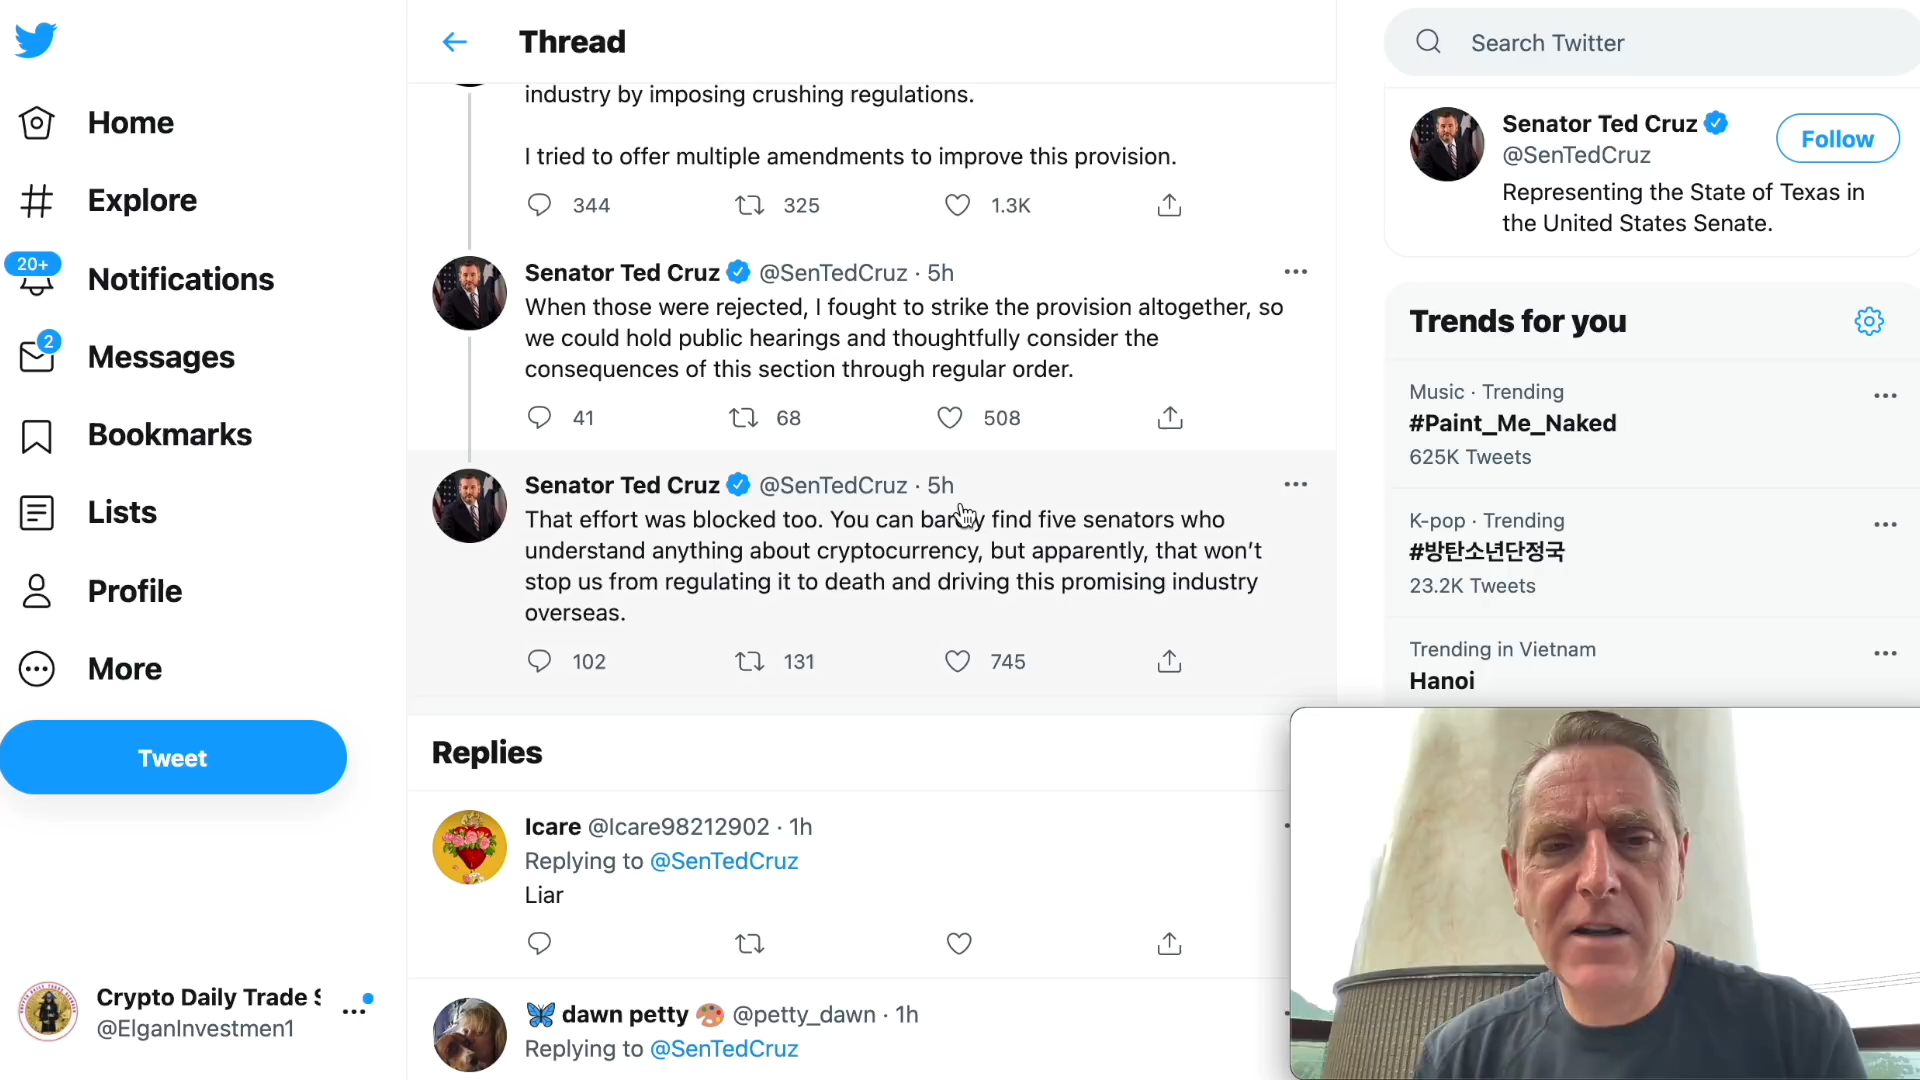 Home
Explore
20+
Notifications
2
Messages
Bookmarks
Lists
Profile
More
Tweet
Crypto Daily Trade S
@ElganInvestmen1
Thread
industry by imposing crushing regulations.
I tried to offer multiple amendments to improve this provision.
344 325 1.3K
Senator Ted Cruz @SenTedCruz · 5h
When those were rejected, I fought to strike the provision altogether, so
we could hold public hearings and thoughtfully consider the
consequences of this section through regular order.
41 68 508
Senator Ted Cruz @SenTedCruz · 5h
That effort was blocked too. You can barely find five senators who
understand anything about cryptocurrency, but apparently, that won't
stop us from regulating it to death and driving this promising industry
overseas.
102 131 745
Replies
Icare @Icare98212902 · 1h
Replying to @SenTedCruz
Liar
dawn petty @petty_dawn · 1h
Replying to @SenTedCruz
Search Twitter
Senator Ted Cruz
@SenTedCruz
Follow
Representing the State of Texas in
the United States Senate.
Trends for you
Music · Trending
#Paint_Me_Naked
625K Tweets
K-pop · Trending
#방탄소년단정국
23.2K Tweets
Trending in Vietnam
Hanoi